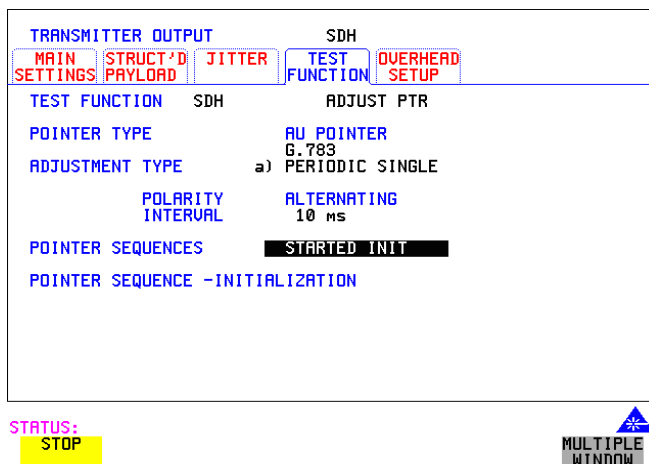 TRANSMITTER OUTPUT SDH
MAIN SETTINGS STRUCT'D PAYLOAD JITTER TEST FUNCTION OVERHEAD SETUP
TEST FUNCTION SDH ADJUST PTR
POINTER TYPE AU POINTER
G.783
ADJUSTMENT TYPE a) PERIODIC SINGLE
POLARITY ALTERNATING
INTERVAL 10 ms
POINTER SEQUENCES STARTED INIT
POINTER SEQUENCE -INITIALIZATION
STATUS:
STOP
MULTIPLE
WINDOW